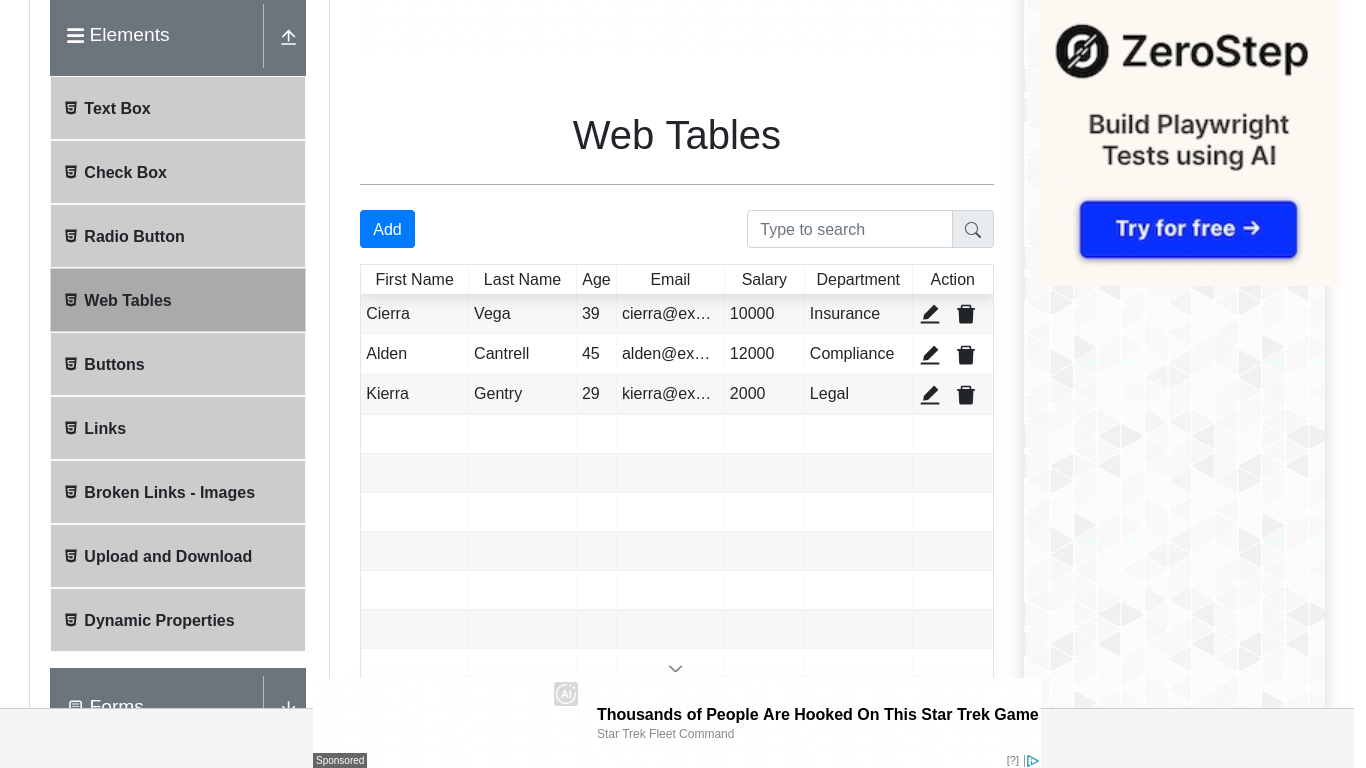 Elements
Text Box
Check Box
Radio Button
Web Tables
Buttons
Links
Broken Links - Images
Upload and Download
Dynamic Properties
Forms
Web Tables
Add
Type to search
First Name Last Name Age Email Salary Department Action
Cierra Vega 39 cierra@ex… 10000 Insurance
Alden Cantrell 45 alden@ex… 12000 Compliance
Kierra Gentry 29 kierra@ex… 2000 Legal
ZeroStep
Build Playwright
Tests using AI
Try for free →
AI
Thousands of People Are Hooked On This Star Trek Game
Star Trek Fleet Command
Sponsored
[?]